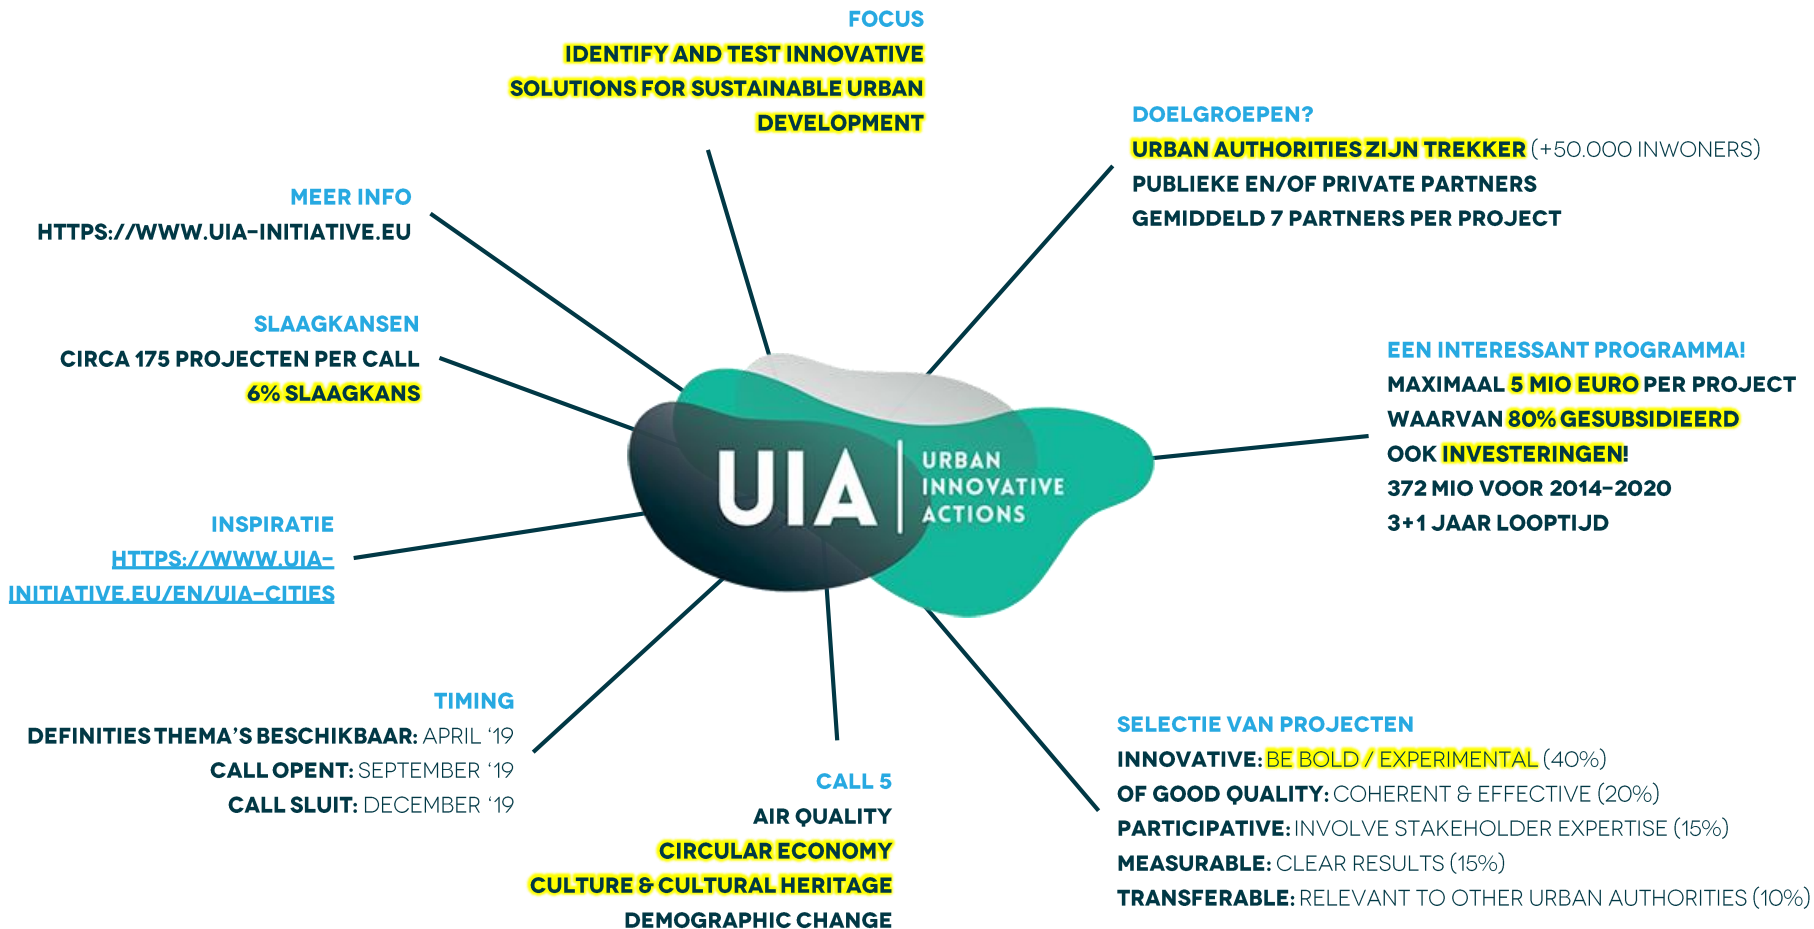 FOCUS
IDENTIFY AND TEST INNOVATIVE
SOLUTIONS FOR SUSTAINABLE URBAN
DEVELOPMENT
DOELGROEPEN?
URBAN AUTHORITIES ZIJN TREKKER (+50.000 INWONERS)
PUBLIEKE EN/OF PRIVATE PARTNERS
GEMIDDELD 7 PARTNERS PER PROJECT
MEER INFO
HTTPS://WWW.UIA-INITIATIVE.EU
SLAAGKANSEN
CIRCA 175 PROJECTEN PER CALL
6% SLAAGKANS
EEN INTERESSANT PROGRAMMA!
MAXIMAAL 5 MIO EURO PER PROJECT
WAARVAN 80% GESUBSIDIEERD
OOK INVESTERINGEN!
372 MIO VOOR 2014-2020
3+1 JAAR LOOPTIJD
UIA
URBAN
INNOVATIVE
ACTIONS
INSPIRATIE
HTTPS://WWW.UIA-
INITIATIVE.EU/EN/UIA-CITIES
TIMING
DEFINITIES THEMA'S BESCHIKBAAR: APRIL '19
CALL OPENT: SEPTEMBER '19
CALL SLUIT: DECEMBER '19
CALL 5
AIR QUALITY
CIRCULAR ECONOMY
CULTURE & CULTURAL HERITAGE
DEMOGRAPHIC CHANGE
SELECTIE VAN PROJECTEN
INNOVATIVE: BE BOLD / EXPERIMENTAL (40%)
OF GOOD QUALITY: COHERENT & EFFECTIVE (20%)
PARTICIPATIVE: INVOLVE STAKEHOLDER EXPERTISE (15%)
MEASURABLE: CLEAR RESULTS (15%)
TRANSFERABLE: RELEVANT TO OTHER URBAN AUTHORITIES (10%)